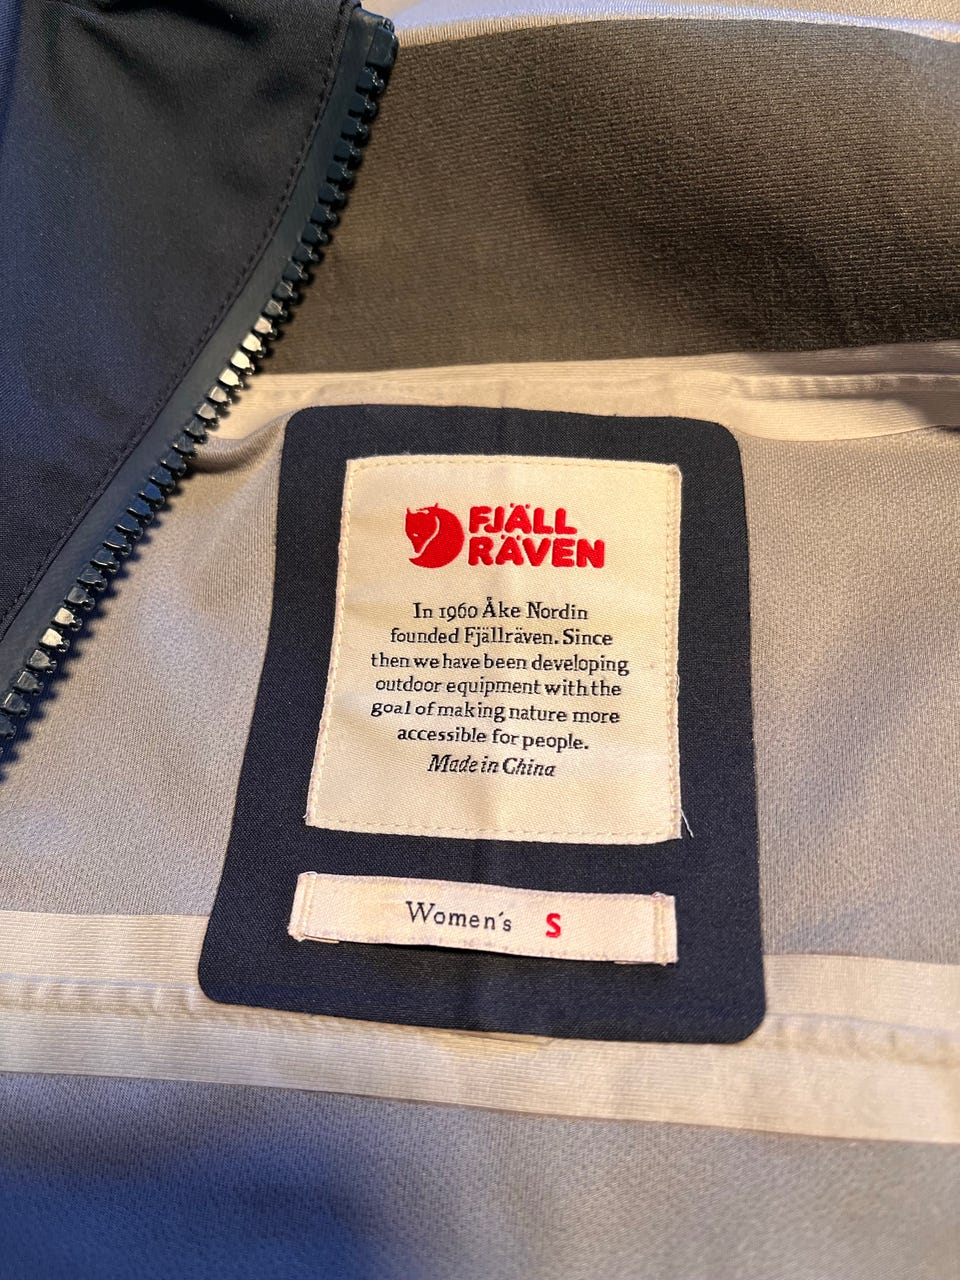 FJÄLL
RÄVEN
In 1960 Åke Nordin
founded Fjällräven. Since
then we have been developing
outdoor equipment with the
goal of making nature more
accessible for people.
Made in China
Women's S